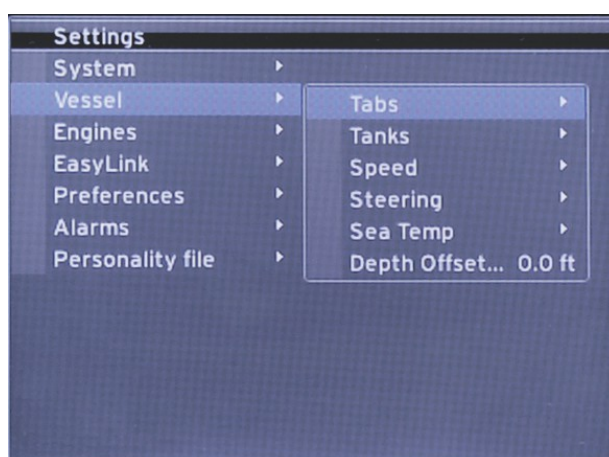 Settings
System
Vessel
Engines
EasyLink
Preferences
Alarms
Personality file
Tabs
Tanks
Speed
Steering
Sea Temp
Depth Offset... 0.0 ft